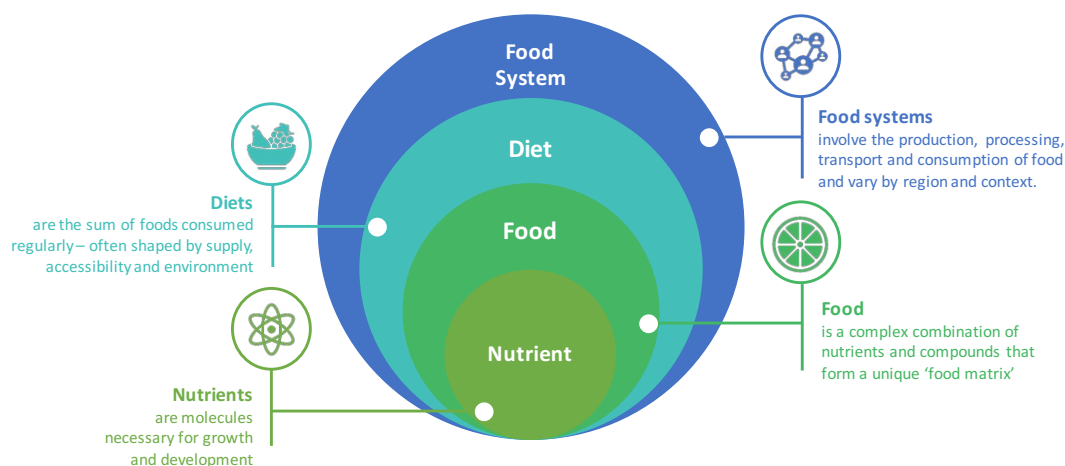 Food
System
Diet
Food
Nutrient
Food systems
involve the production, processing,
transport and consumption of food
and vary by region and context.
Diets
are the sum of foods consumed
regularly – often shaped by supply,
accessibility and environment
Food
is a complex combination of
nutrients and compounds that
form a unique ‘food matrix’
Nutrients
are molecules
necessary for growth
and development